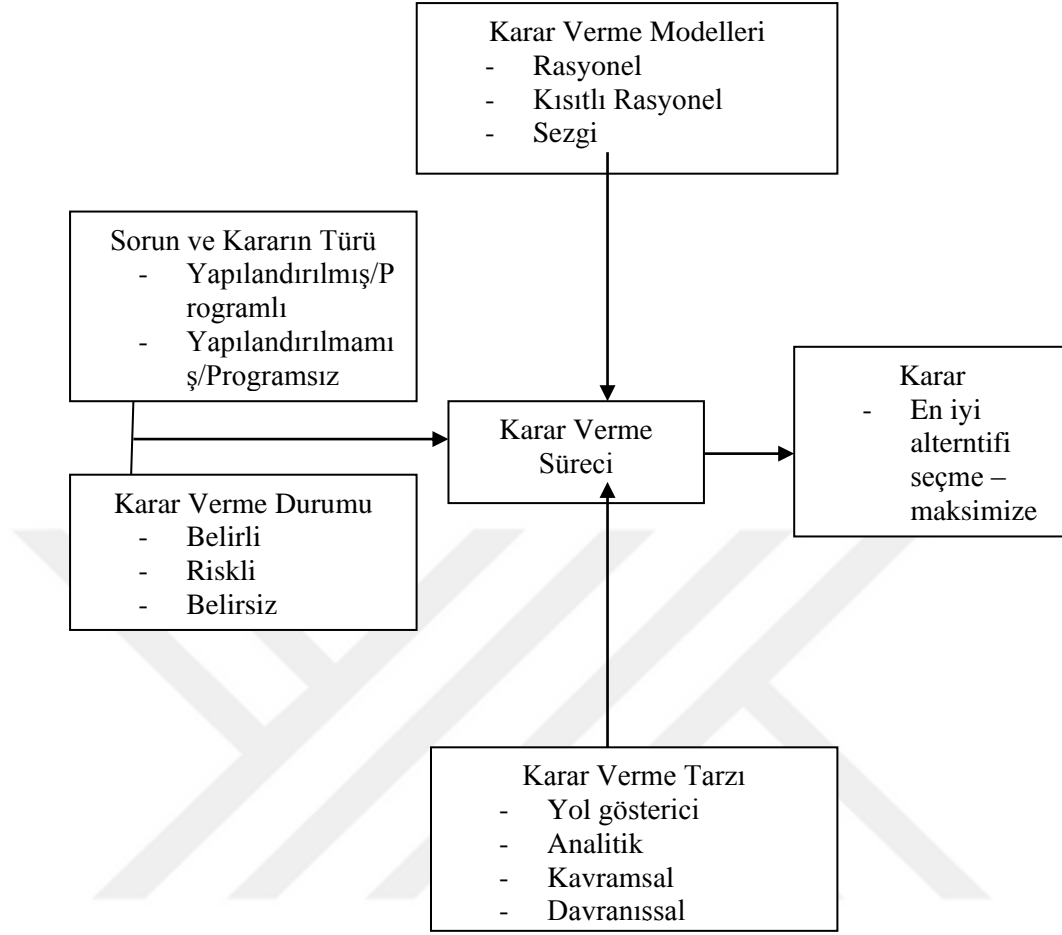 Karar Verme Modelleri
- Rasyonel
- Kısıtlı Rasyonel
- Sezgi
Sorun ve Kararın Türü
- Yapılandırılmış/P
rogramlı
- Yapılandırılmamı
ş/Programsız
Karar Verme Durumu
- Belirli
- Riskli
- Belirsiz
Karar Verme
Süreci
Karar
- En iyi
alterntifi
seçme –
maksimize
Karar Verme Tarzı
- Yol gösterici
- Analitik
- Kavramsal
- Davranıssal